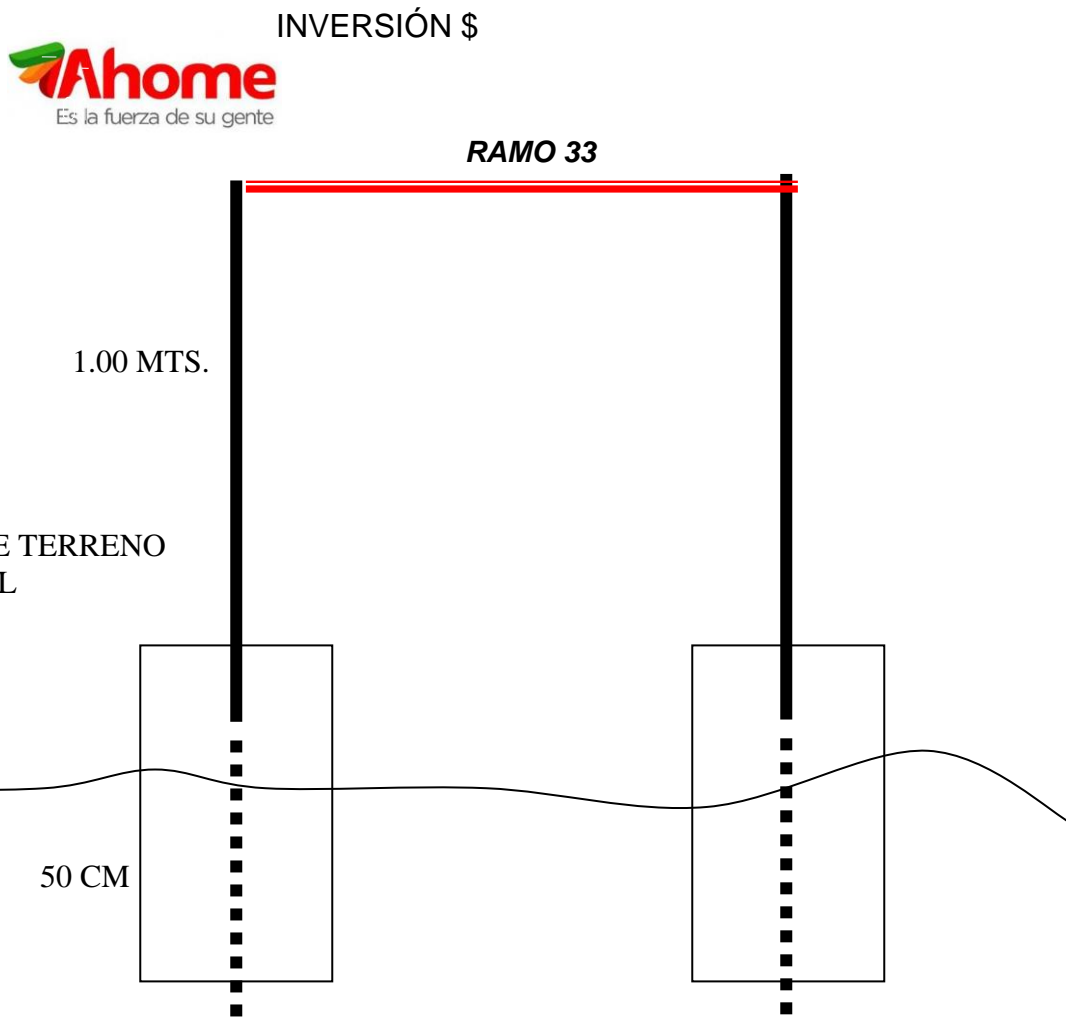 INVERSIÓN $
Ahome
Es la fuerza de su gente
RAMO 33
1.00 MTS.
E TERRENO
L
50 CM